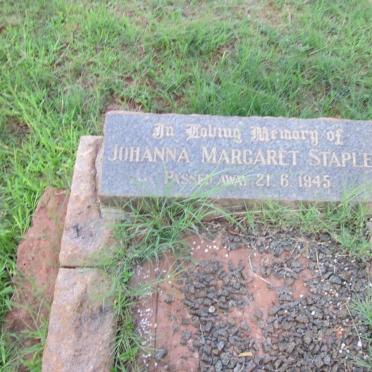 In Loving Memory of
JOHANNA MARGARET STAPLE
PASSED AWAY 21. 6. 1945